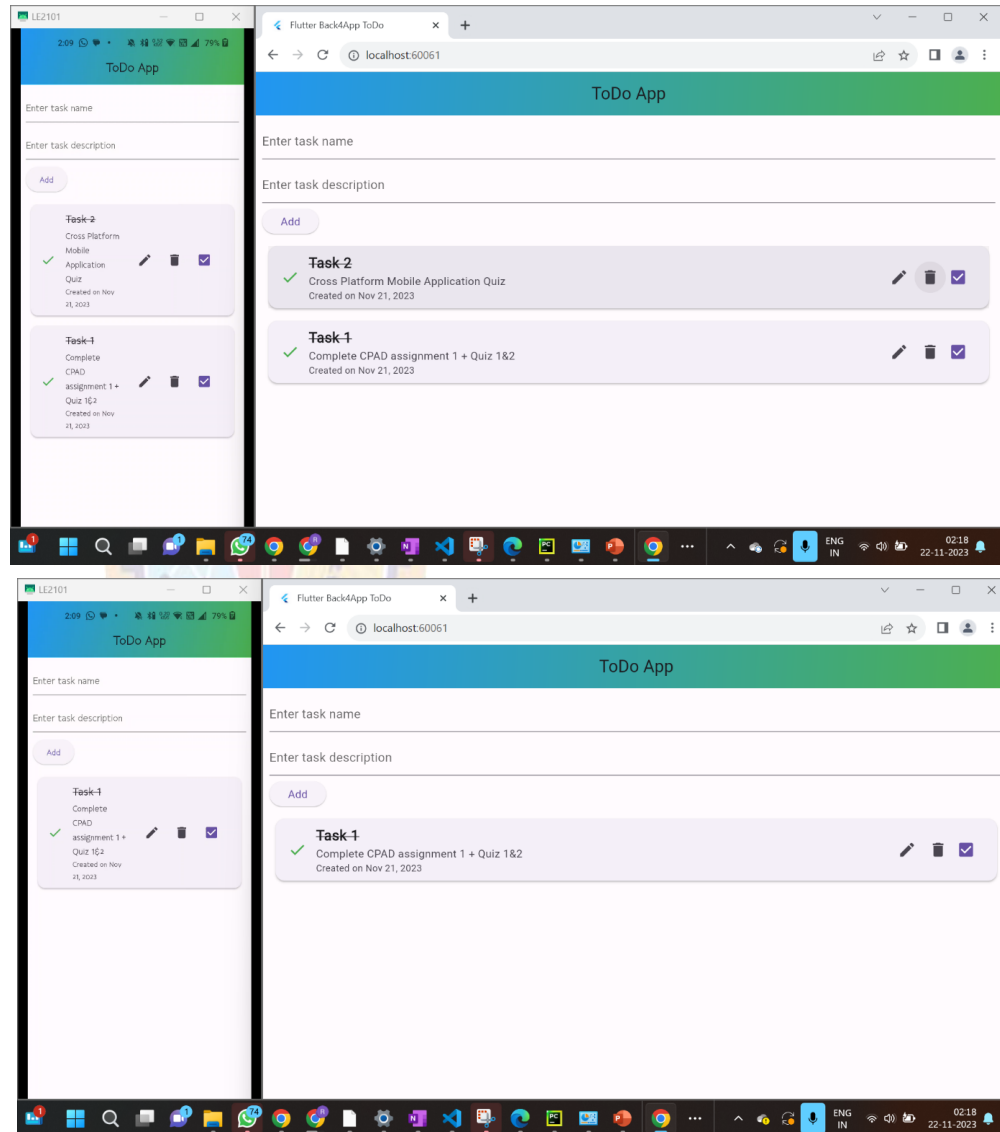 LE2101
2:09
79%
ToDo App
Enter task name
Enter task description
Add
Task 2
Cross Platform
Mobile
Application
Quiz
Created on Nov
21, 2023
Task 1
Complete
CPAD
assignment 1 +
Quiz 1&2
Created on Nov
21, 2023
Flutter Back4App ToDo
localhost:60061
ToDo App
Enter task name
Enter task description
Add
Task 2
Cross Platform Mobile Application Quiz
Created on Nov 21, 2023
Task 1
Complete CPAD assignment 1 + Quiz 1&2
Created on Nov 21, 2023
1
1
74
R
N
PC
P
ENG
IN
02:18
22-11-2023
LE2101
2:09
79%
ToDo App
Enter task name
Enter task description
Add
Task 1
Complete
CPAD
assignment 1 +
Quiz 1&2
Created on Nov
21, 2023
Flutter Back4App ToDo
localhost:60061
ToDo App
Enter task name
Enter task description
Add
Task 1
Complete CPAD assignment 1 + Quiz 1&2
Created on Nov 21, 2023
1
1
74
R
N
PC
P
ENG
IN
02:18
22-11-2023